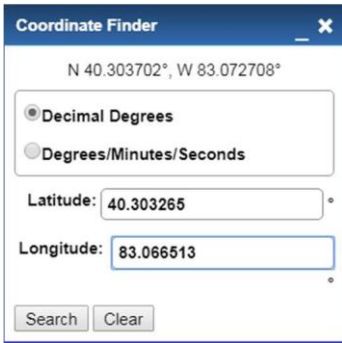 Coordinate Finder _ ×
N 40.303702°, W 83.072708°
Decimal Degrees
Degrees/Minutes/Seconds
Latitude: 40.303265 °
Longitude: 83.066513 °
Search Clear